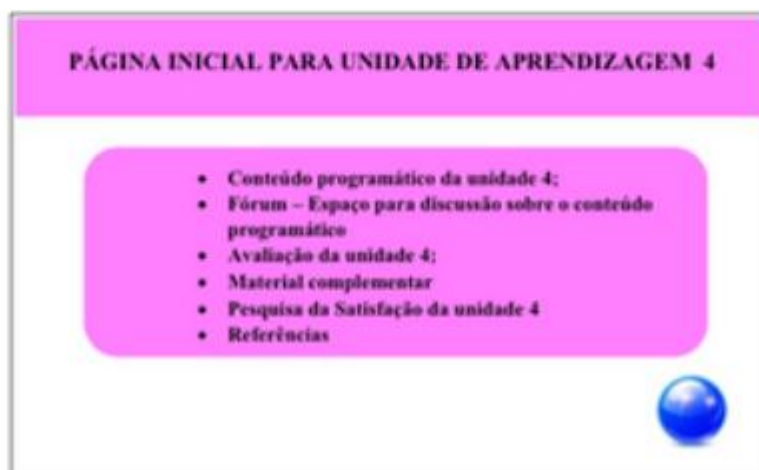 PÁGINA INICIAL PARA UNIDADE DE APRENDIZAGEM 4
• Conteúdo programático da unidade 4;
• Fórum – Espaço para discussão sobre o conteúdo
programático
• Avaliação da unidade 4;
• Material complementar
• Pesquisa da Satisfação da unidade 4
• Referências